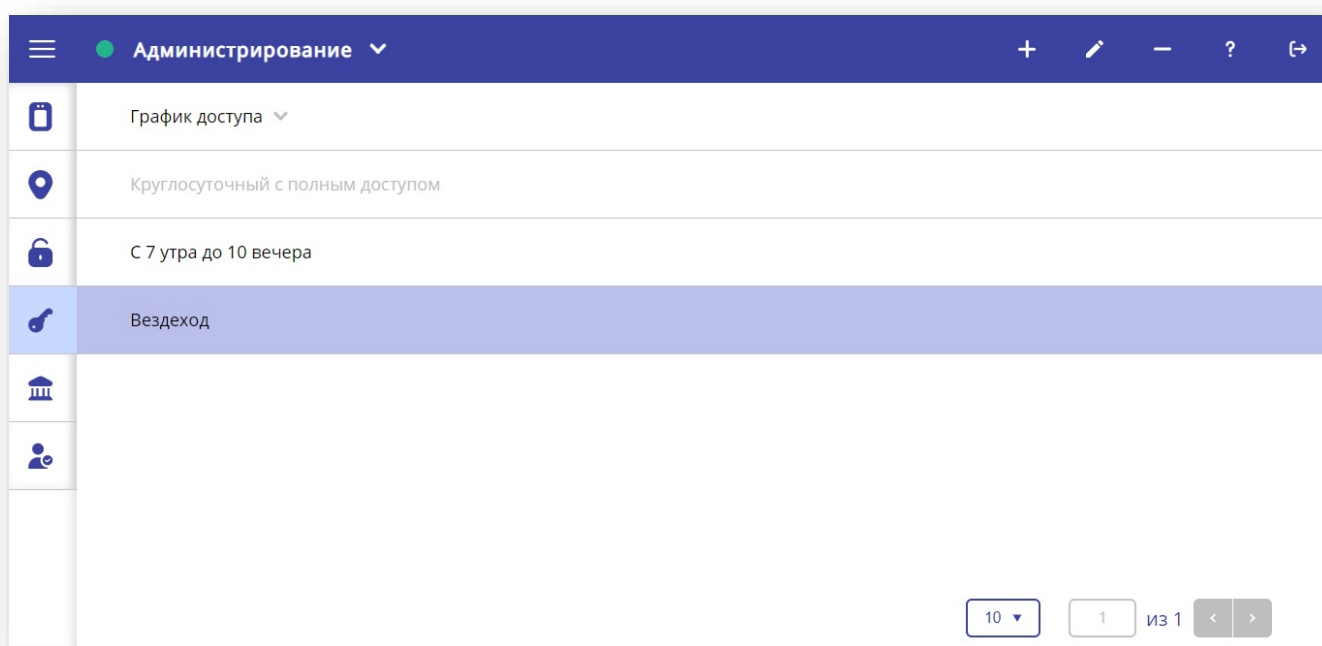 Администрирование
?
График доступа
Круглосуточный с полным доступом
С 7 утра до 10 вечера
Вездеход
10
1 из 1